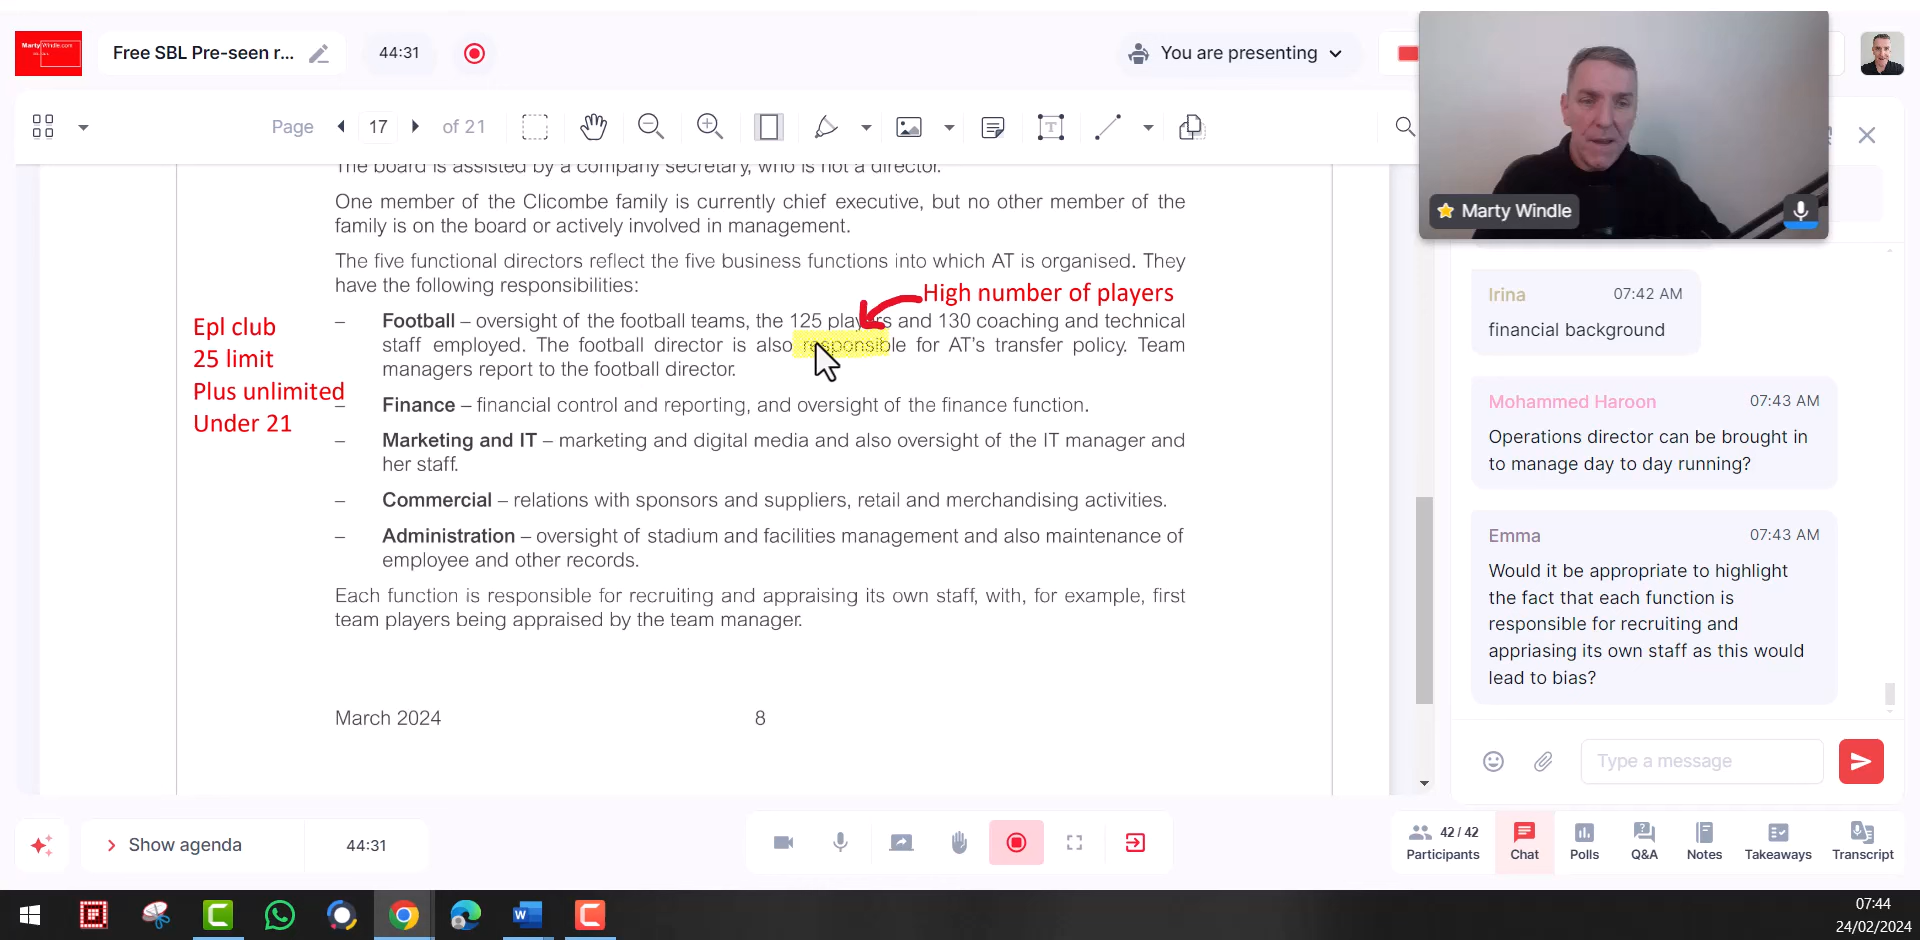 MartyWindle.com
Free SBL Pre-seen r...
44:31
You are presenting
Page
17
of 21
The board is assisted by a company secretary, who is not a director.
One member of the Clicombe family is currently chief executive, but no other member of the
family is on the board or actively involved in management.
The five functional directors reflect the five business functions into which AT is organised. They
have the following responsibilities:
High number of players
Epl club
25 limit
Plus unlimited
Under 21
– Football – oversight of the football teams, the 125 players and 130 coaching and technical
staff employed. The football director is also responsible for AT's transfer policy. Team
managers report to the football director.
– Finance – financial control and reporting, and oversight of the finance function.
– Marketing and IT – marketing and digital media and also oversight of the IT manager and
her staff.
– Commercial – relations with sponsors and suppliers, retail and merchandising activities.
– Administration – oversight of stadium and facilities management and also maintenance of
employee and other records.
Each function is responsible for recruiting and appraising its own staff, with, for example, first
team players being appraised by the team manager.
March 2024
8
Marty Windle
Irina
07:42 AM
financial background
Mohammed Haroon
07:43 AM
Operations director can be brought in
to manage day to day running?
Emma
07:43 AM
Would it be appropriate to highlight
the fact that each function is
responsible for recruiting and
appriasing its own staff as this would
lead to bias?
Type a message
Show agenda
44:31
42 / 42
Participants
Chat
Polls
Q&A
Notes
Takeaways
Transcript
07:44
24/02/2024